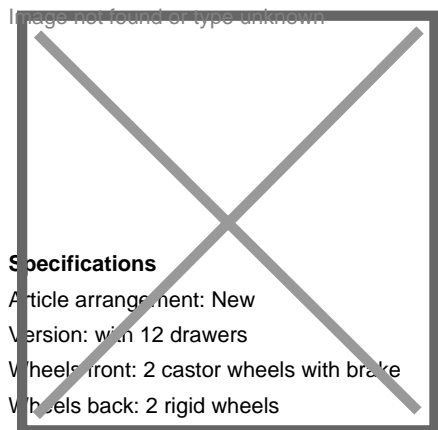 Image not found or type unknown
Specifications
Article arrangement: New
Version: with 12 drawers
Wheels front: 2 castor wheels with brake
Wheels back: 2 rigid wheels